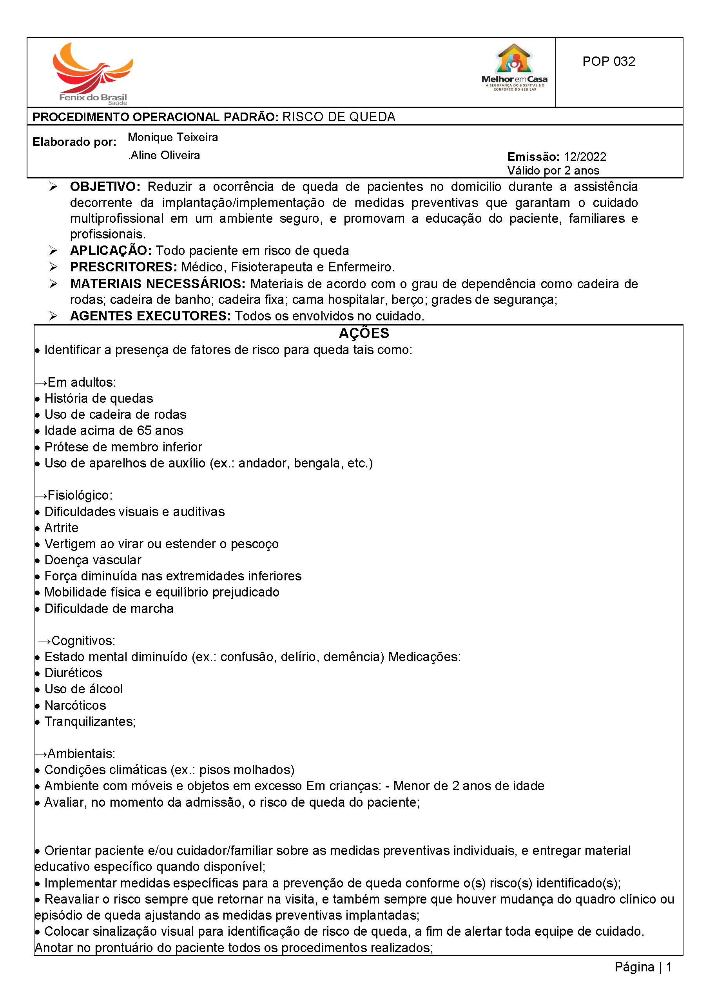 Fenix do Brasil
Saúde
Melhor em Casa
A SEGURANÇA DO HOSPITAL NO
CONFORTO DO SEU LAR
POP 032
PROCEDIMENTO OPERACIONAL PADRÃO: RISCO DE QUEDA
Elaborado por: Monique Teixeira
.Aline Oliveira
Emissão: 12/2022
Válido por 2 anos
➢ OBJETIVO: Reduzir a ocorrência de queda de pacientes no domicilio durante a assistência
decorrente da implantação/implementação de medidas preventivas que garantam o cuidado
multiprofissional em um ambiente seguro, e promovam a educação do paciente, familiares e
profissionais.
➢ APLICAÇÃO: Todo paciente em risco de queda
➢ PRESCRITORES: Médico, Fisioterapeuta e Enfermeiro.
➢ MATERIAIS NECESSÁRIOS: Materiais de acordo com o grau de dependência como cadeira de
rodas; cadeira de banho; cadeira fixa; cama hospitalar, berço; grades de segurança;
➢ AGENTES EXECUTORES: Todos os envolvidos no cuidado.
AÇÕES
• Identificar a presença de fatores de risco para queda tais como:
→Em adultos:
• História de quedas
• Uso de cadeira de rodas
• Idade acima de 65 anos
• Prótese de membro inferior
• Uso de aparelhos de auxílio (ex.: andador, bengala, etc.)
→Fisiológico:
• Dificuldades visuais e auditivas
• Artrite
• Vertigem ao virar ou estender o pescoço
• Doença vascular
• Força diminuída nas extremidades inferiores
• Mobilidade física e equilíbrio prejudicado
• Dificuldade de marcha
→Cognitivos:
• Estado mental diminuído (ex.: confusão, delírio, demência) Medicações:
• Diuréticos
• Uso de álcool
• Narcóticos
• Tranquilizantes;
→Ambientais:
• Condições climáticas (ex.: pisos molhados)
• Ambiente com móveis e objetos em excesso Em crianças: - Menor de 2 anos de idade
• Avaliar, no momento da admissão, o risco de queda do paciente;
• Orientar paciente e/ou cuidador/familiar sobre as medidas preventivas individuais, e entregar material
educativo específico quando disponível;
• Implementar medidas específicas para a prevenção de queda conforme o(s) risco(s) identificado(s);
• Reavaliar o risco sempre que retornar na visita, e também sempre que houver mudança do quadro clínico ou
episódio de queda ajustando as medidas preventivas implantadas;
• Colocar sinalização visual para identificação de risco de queda, a fim de alertar toda equipe de cuidado.
Anotar no prontuário do paciente todos os procedimentos realizados;
Página | 1